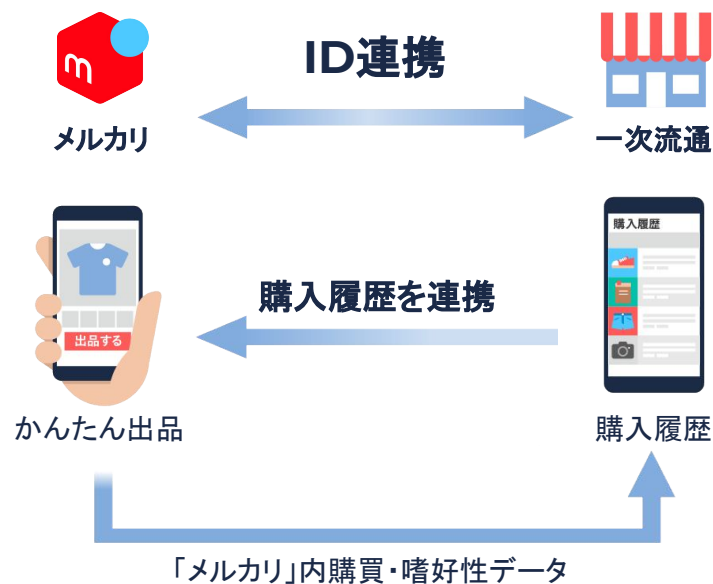 ID連携
メルカリ
一次流通
購入履歴
購入履歴を連携
出品する
かんたん出品
購入履歴
「メルカリ」内購買・嗜好性データ